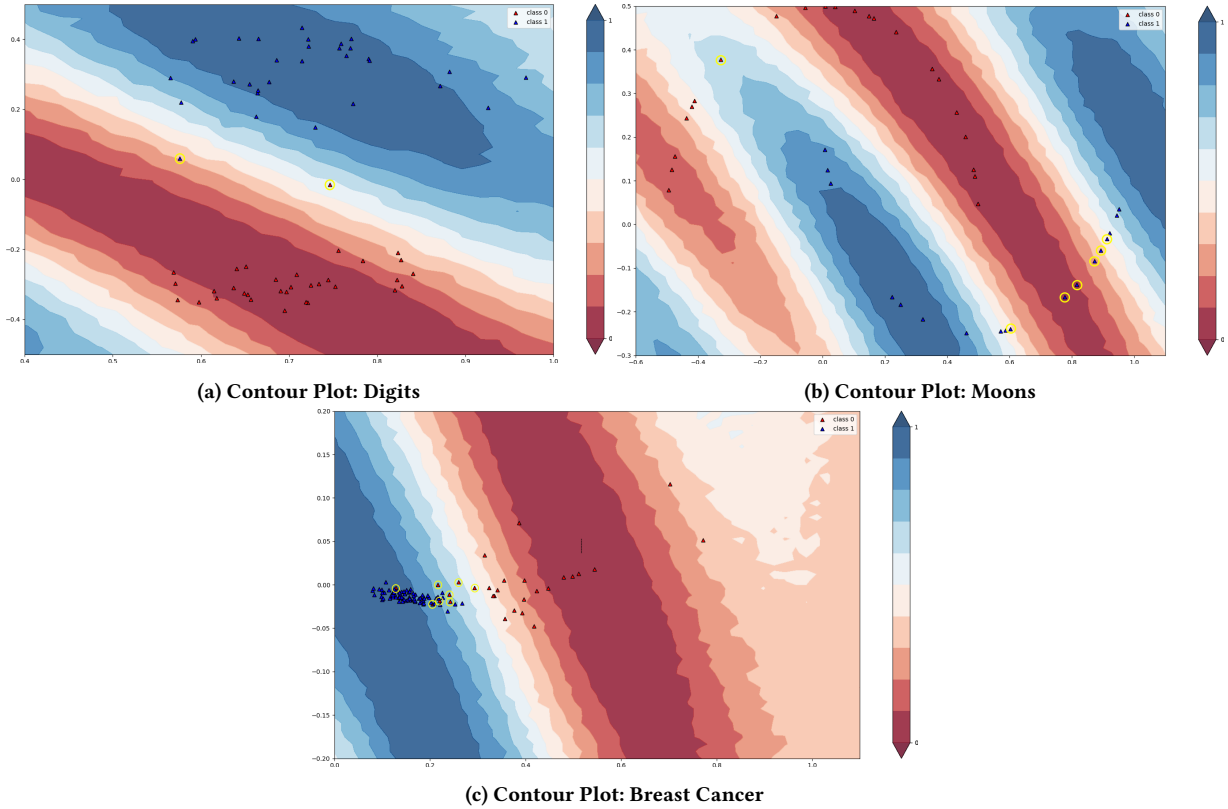 class 0
class 1
0.4
0.2
0.0
−0.2
−0.4
0.4 0.5 0.6 0.7 0.8 0.9 1.0
1
0
(a) Contour Plot: Digits
class 0
class 1
0.5
0.4
0.3
0.2
0.1
0.0
−0.1
−0.2
−0.3
−0.6 −0.4 −0.2 0.0 0.2 0.4 0.6 0.8 1.0
1
0
(b) Contour Plot: Moons
class 0
class 1
0.20
0.15
0.10
0.05
0.00
−0.05
−0.10
−0.15
−0.20
0.0 0.2 0.4 0.6 0.8 1.0
1
0
(c) Contour Plot: Breast Cancer